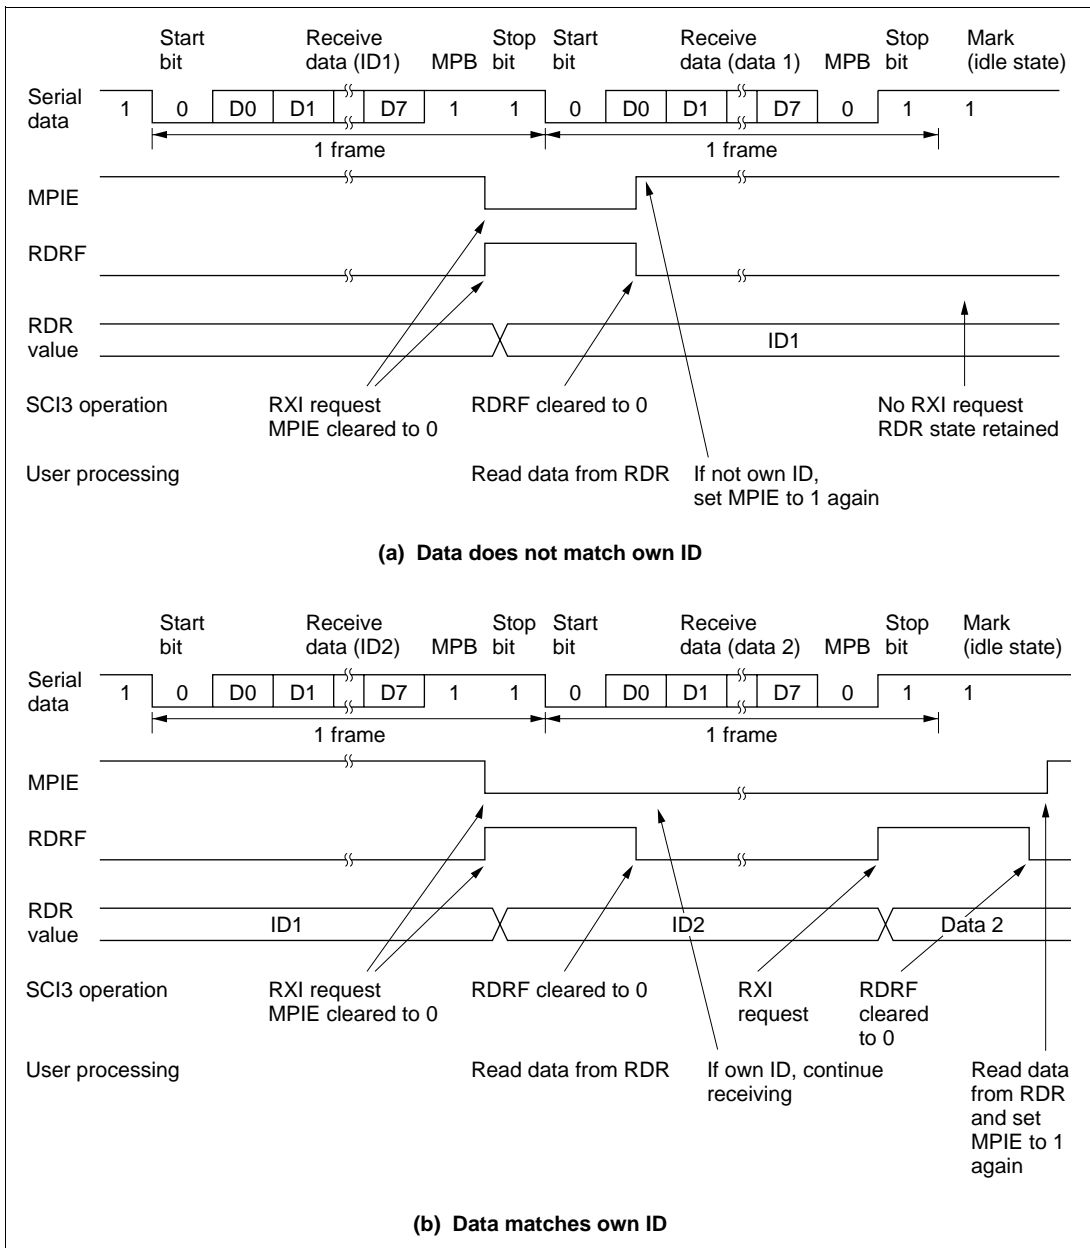 Start Receive Stop Start Receive Stop Mark
bit data (ID1) MPB bit bit data (data 1) MPB bit (idle state)
Serial
data
1 0 D0 D1 D7 1 1 0 D0 D1 D7 0 1 1
1 frame 1 frame
MPIE
RDRF
RDR
value
ID1
SCI3 operation RXI request RDRF cleared to 0 No RXI request
MPIE cleared to 0 RDR state retained
User processing Read data from RDR If not own ID,
set MPIE to 1 again
(a) Data does not match own ID
Start Receive Stop Start Receive Stop Mark
bit data (ID2) MPB bit bit data (data 2) MPB bit (idle state)
Serial
data
1 0 D0 D1 D7 1 1 0 D0 D1 D7 0 1 1
1 frame 1 frame
MPIE
RDRF
RDR
value
ID1 ID2 Data 2
SCI3 operation RXI request RDRF cleared to 0 RXI RDRF
MPIE cleared to 0 request cleared
to 0
User processing Read data from RDR If own ID, continue Read data
receiving from RDR
and set
MPIE to 1
again
(b) Data matches own ID